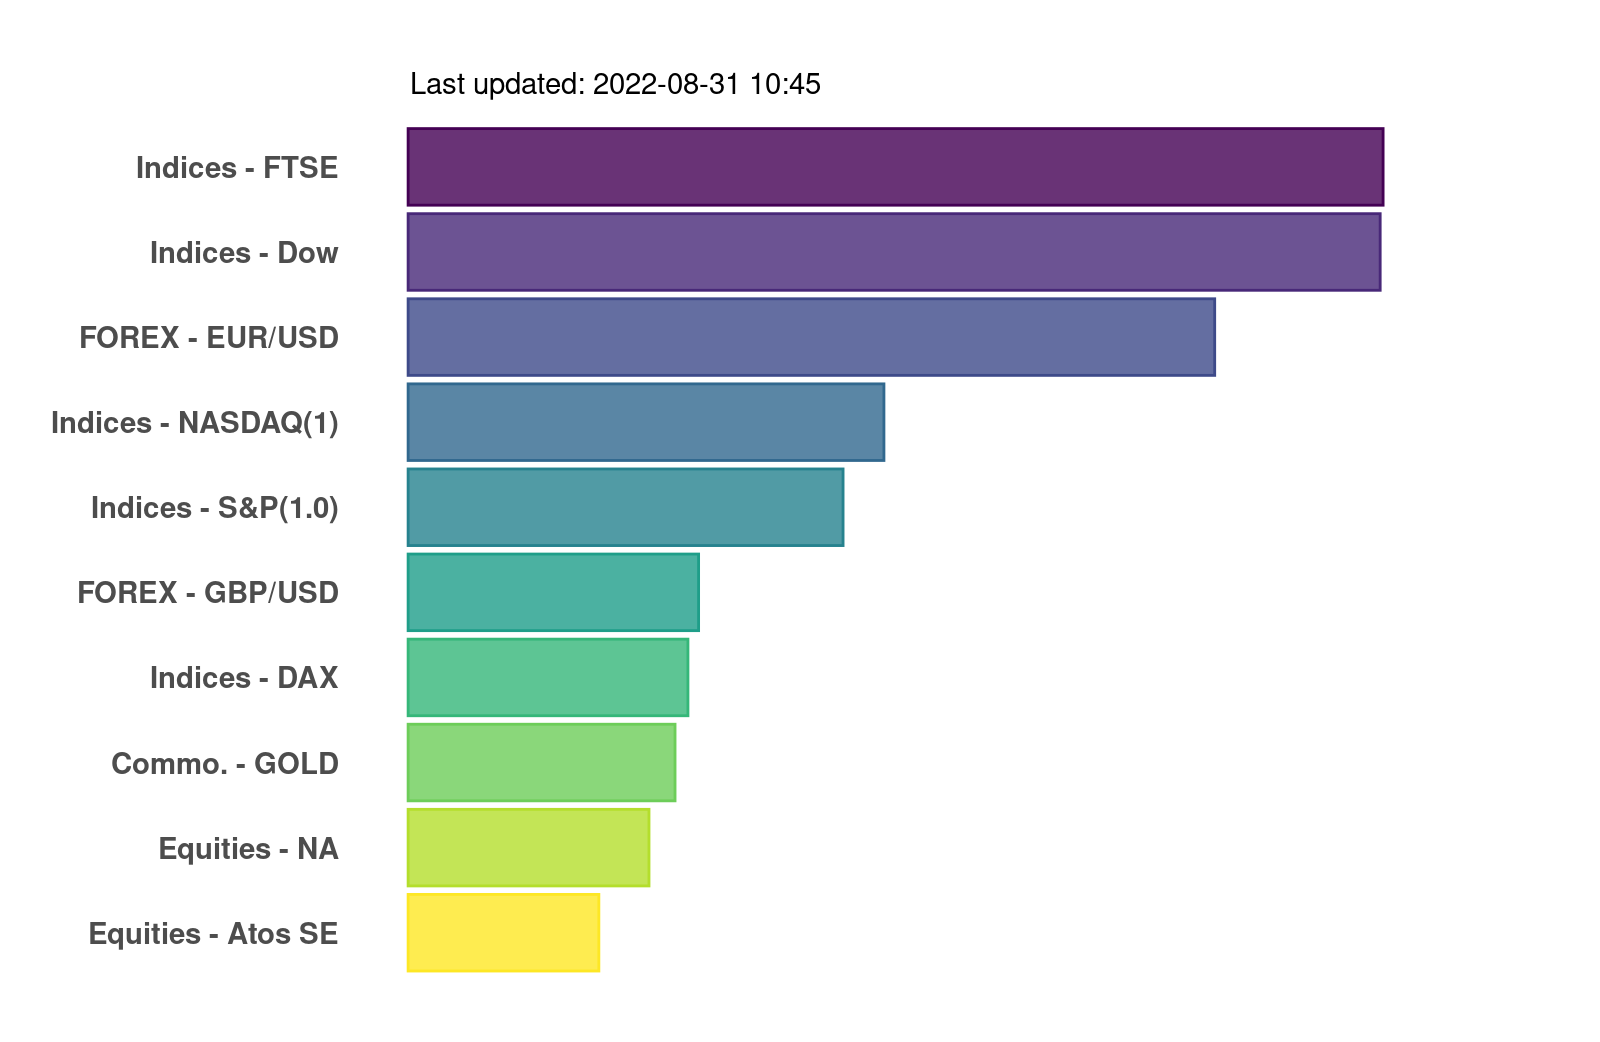 Last updated: 2022-08-31 10:45
Indices - FTSE
Indices - Dow
FOREX - EUR/USD
Indices - NASDAQ(1)
Indices - S&P(1.0)
FOREX - GBP/USD
Indices - DAX
Commo. - GOLD
Equities - NA
Equities - Atos SE